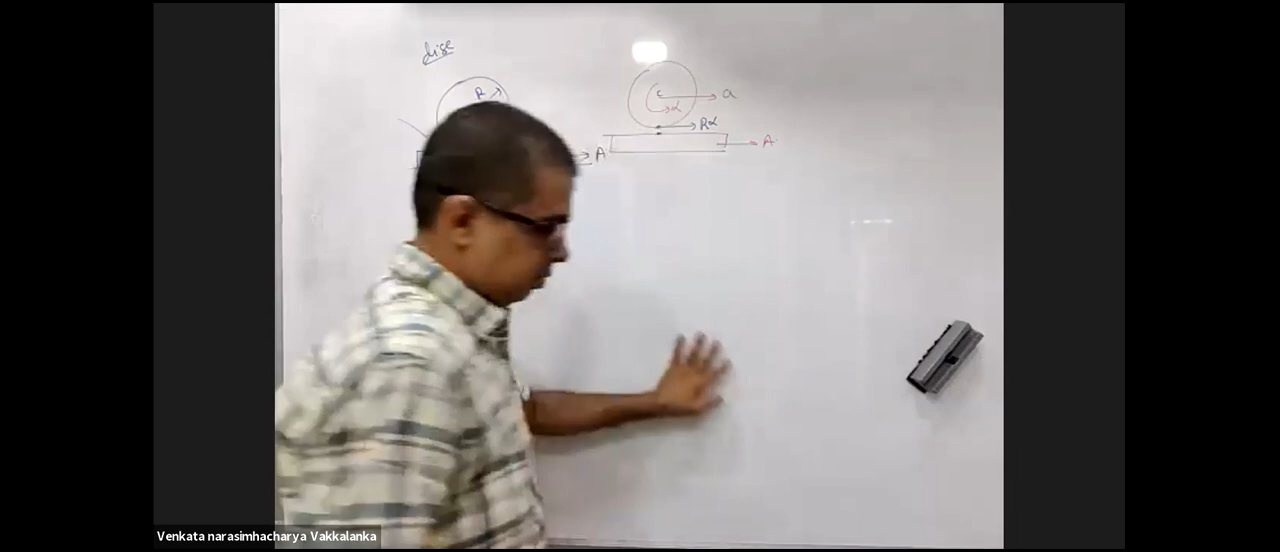 disc
R
A
c
a
α
Rα
A
Venkata narasimhacharya Vakkalanka